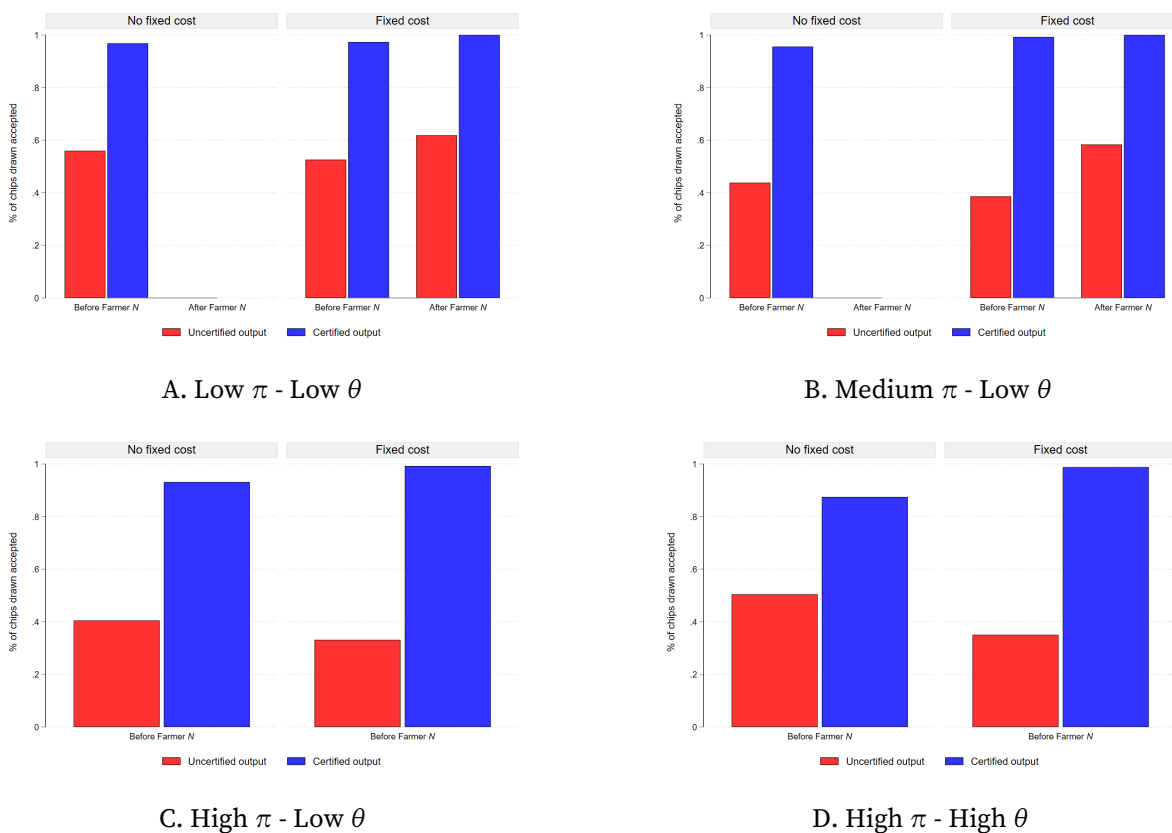 No fixed cost Fixed cost
% of chips drawn accepted
1
.8
.6
.4
.2
0
Before Farmer N After Farmer N Before Farmer N After Farmer N
Uncertified output Certified output
A. Low π - Low θ
No fixed cost Fixed cost
% of chips drawn accepted
1
.8
.6
.4
.2
0
Before Farmer N After Farmer N Before Farmer N After Farmer N
Uncertified output Certified output
B. Medium π - Low θ
No fixed cost Fixed cost
% of chips drawn accepted
1
.8
.6
.4
.2
0
Before Farmer N Before Farmer N
Uncertified output Certified output
C. High π - Low θ
No fixed cost Fixed cost
% of chips drawn accepted
1
.8
.6
.4
.2
0
Before Farmer N Before Farmer N
Uncertified output Certified output
D. High π - High θ